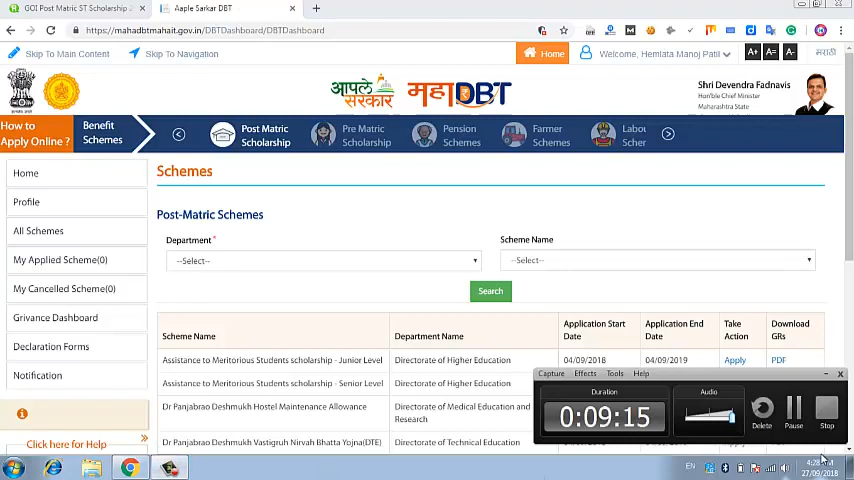 GOI Post Matric ST Scholarship
Aaple Sarkar DBT
https://mahadbtmahait.gov.in/DBTDashboard/DBTDashboard
Skip To Main Content
Skip To Navigation
Home
Welcome, Hemlata Manoj Patil
A+ A= A-
मराठी
आपले
सरकार
महाDBT
Shri Devendra Fadnavis
Hon'ble Chief Minister
Maharashtra State
How to
Apply Online ?
Benefit
Schemes
Post Matric
Scholarship
Pre Matric
Scholarship
Pension
Schemes
Farmer
Schemes
Labou
Schem
Home
Profile
All Schemes
My Applied Scheme(0)
My Cancelled Scheme(0)
Grivance Dashboard
Declaration Forms
Notification
Click here for Help
Schemes
Post-Matric Schemes
Department *
--Select--
Scheme Name
--Select--
Search
Scheme Name Department Name Application Start Date Application End Date Take Action Download GRs
Assistance to Meritorious Students scholarship - Junior Level Directorate of Higher Education 04/09/2018 04/09/2019 Apply PDF
Assistance to Meritorious Students scholarship - Senior Level Directorate of Higher Education
Dr Panjabrao Deshmukh Hostel Maintenance Allowance Directorate of Medical Education and Research
Dr Panjabrao Deshmukh Vastigruh Nirvah Bhatta Yojna(DTE) Directorate of Technical Education
Capture Effects Tools Help
Duration
0:09:15
Audio
Delete
Pause
Stop
EN
27/09/2018